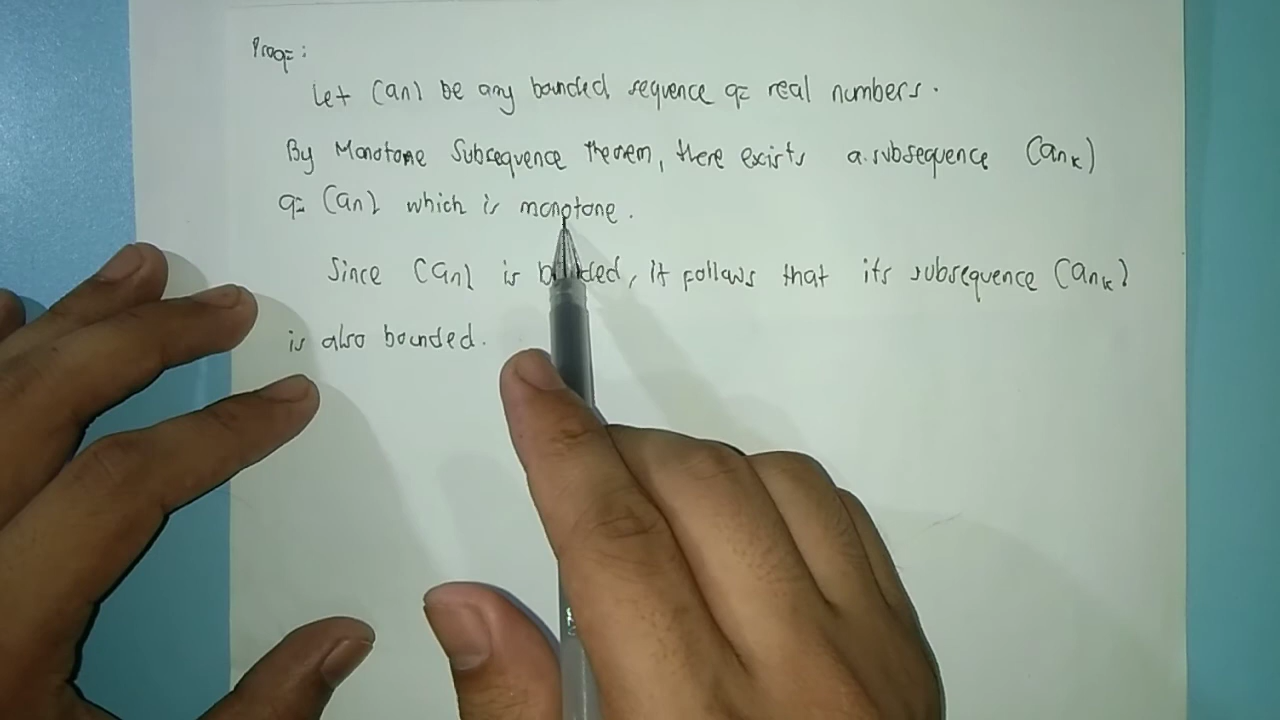 Proof:
Let (an) be any bounded sequence of real numbers.
By Monotone Subsequence Theorem, there exists a subsequence (ank)
of (an) which is monotone.
Since (an) is bounded, it follows that its subsequence (ank)
is also bounded.